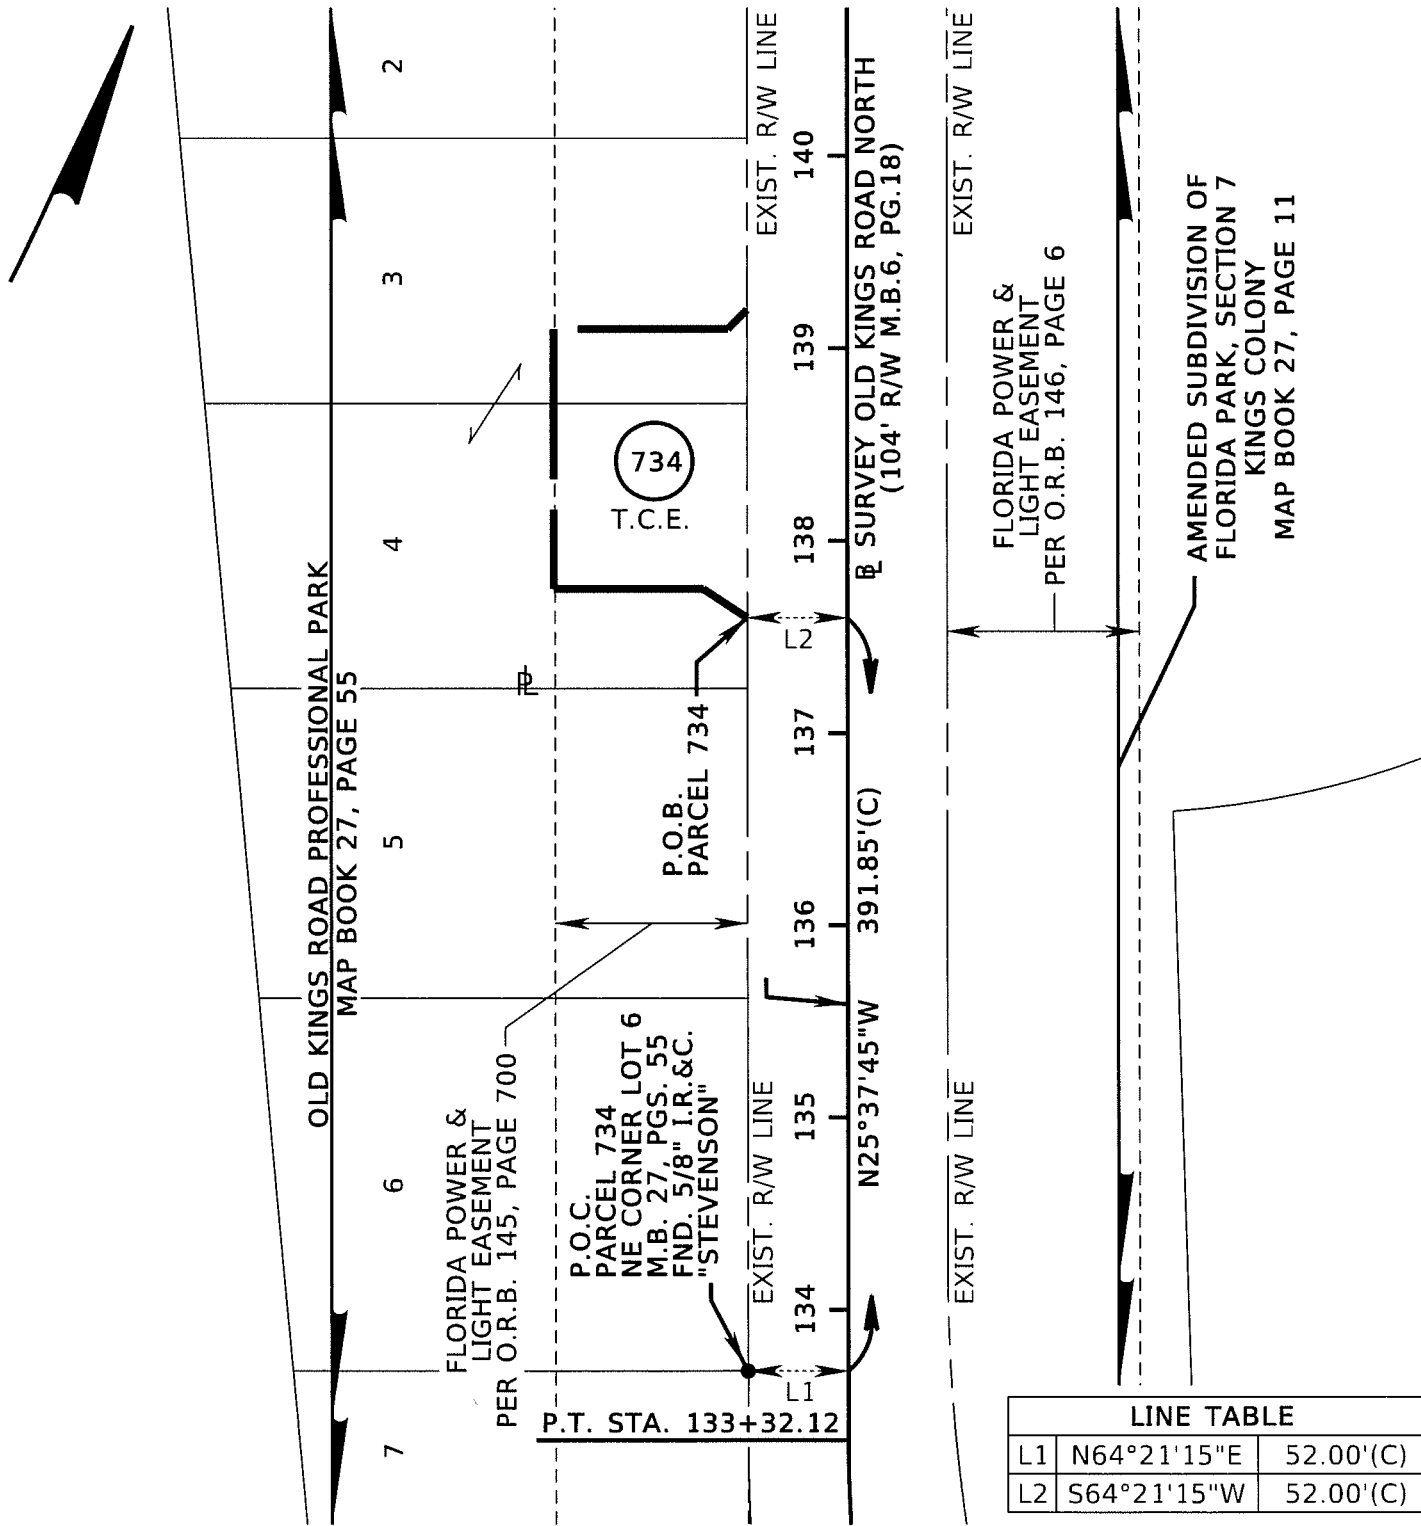 2
3
4
5
6
7
OLD KINGS ROAD PROFESSIONAL PARK
MAP BOOK 27, PAGE 55
734
T.C.E.
P
L
P.O.B.
PARCEL 734
FLORIDA POWER &
LIGHT EASEMENT
PER O.R.B. 145, PAGE 700
P.O.C.
PARCEL 734
NE CORNER LOT 6
M.B. 27, PGS. 55
FND. 5/8" I.R.&C.
"STEVENSON"
EXIST. R/W LINE
EXIST. R/W LINE
140
139
138
137
136
135
134
L2
L1
P.T. STA. 133+32.12
B
L SURVEY OLD KINGS ROAD NORTH
(104' R/W M.B.6, PG.18)
N25°37'45"W 391.85'(C)
EXIST. R/W LINE
EXIST. R/W LINE
FLORIDA POWER &
LIGHT EASEMENT
PER O.R.B. 146, PAGE 6
AMENDED SUBDIVISION OF
FLORIDA PARK, SECTION 7
KINGS COLONY
MAP BOOK 27, PAGE 11
LINE TABLE
L1 N64°21'15"E 52.00'(C)
L2 S64°21'15"W 52.00'(C)